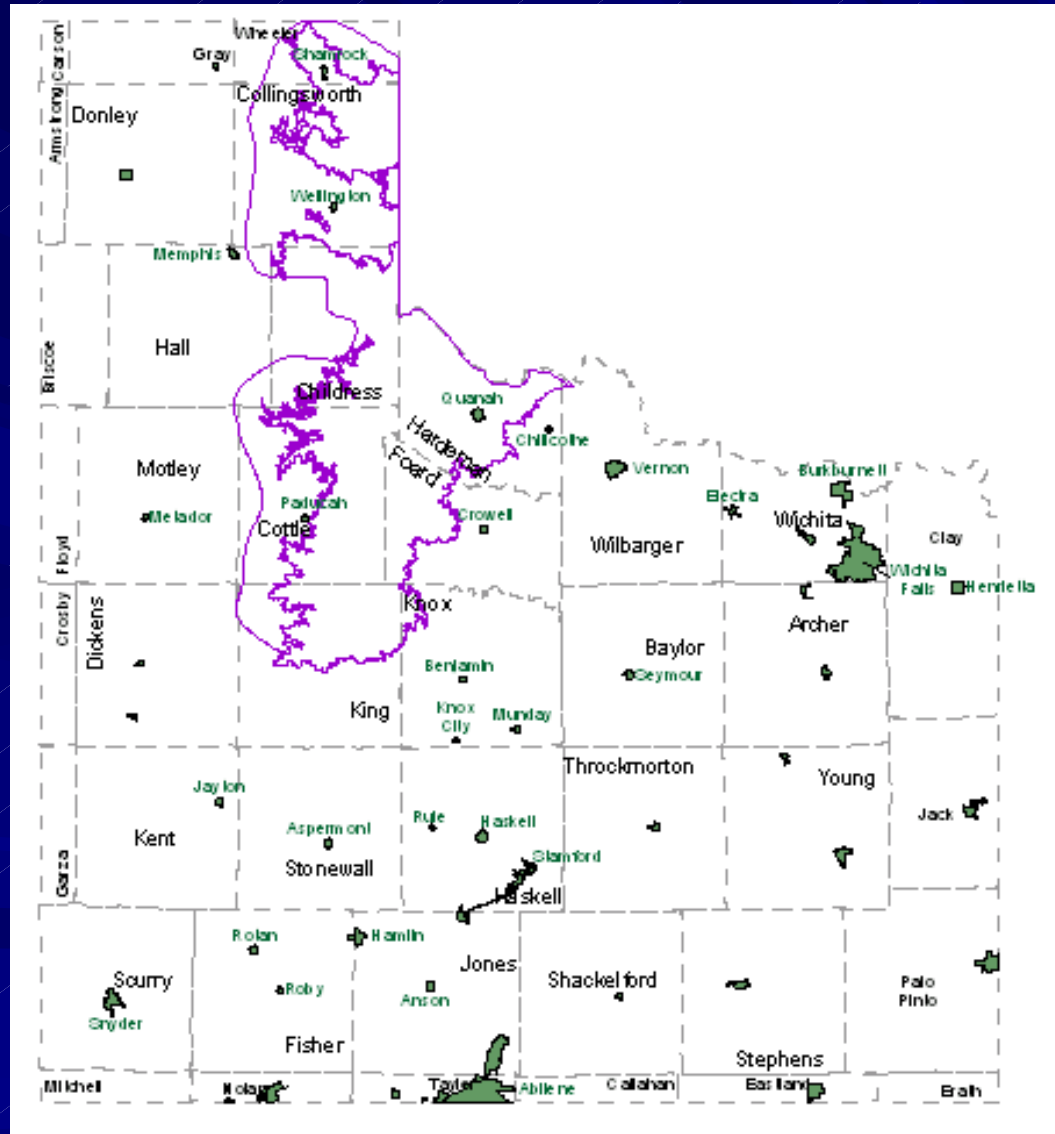 Wheeler
Gray
Shamrock
Carson
Collingsworth
Donley
Armstrong
Wellington
Memphis
Hall
Briscoe
Childress
Quanah
Hardeman
Chillicothe
Foard
Motley
Vernon
Burkburnett
Electra
Paducah
Matador
Wichita
Crowell
Cottle
Clay
Wilbarger
Floyd
Wichita
Falls
Henrietta
Knox
Crosby
Archer
Dickens
Baylor
Benjamin
Seymour
King
Knox
City
Munday
Throckmorton
Young
Jayton
Rule
Haskell
Jack
Kent
Aspermont
Stamford
Stonewall
Garza
Haskell
Rotan
Hamlin
Jones
Scurry
Shackelford
Roby
Palo
Pinto
Anson
Snyder
Fisher
Stephens
Mitchell
Nolan
Taylor
Abilene
Callahan
Eastland
Erath